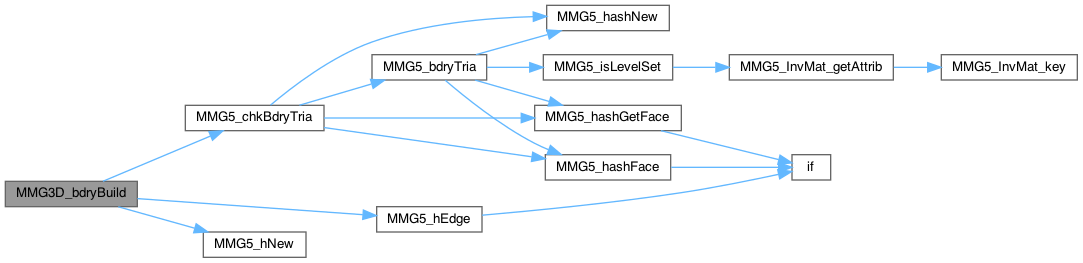 MMG5_hashNew
MMG5_bdryTria
MMG5_isLevelSet
MMG5_InvMat_getAttrib
MMG5_InvMat_key
MMG5_chkBdryTria
MMG5_hashGetFace
MMG5_hashFace
if
MMG3D_bdryBuild
MMG5_hEdge
MMG5_hNew